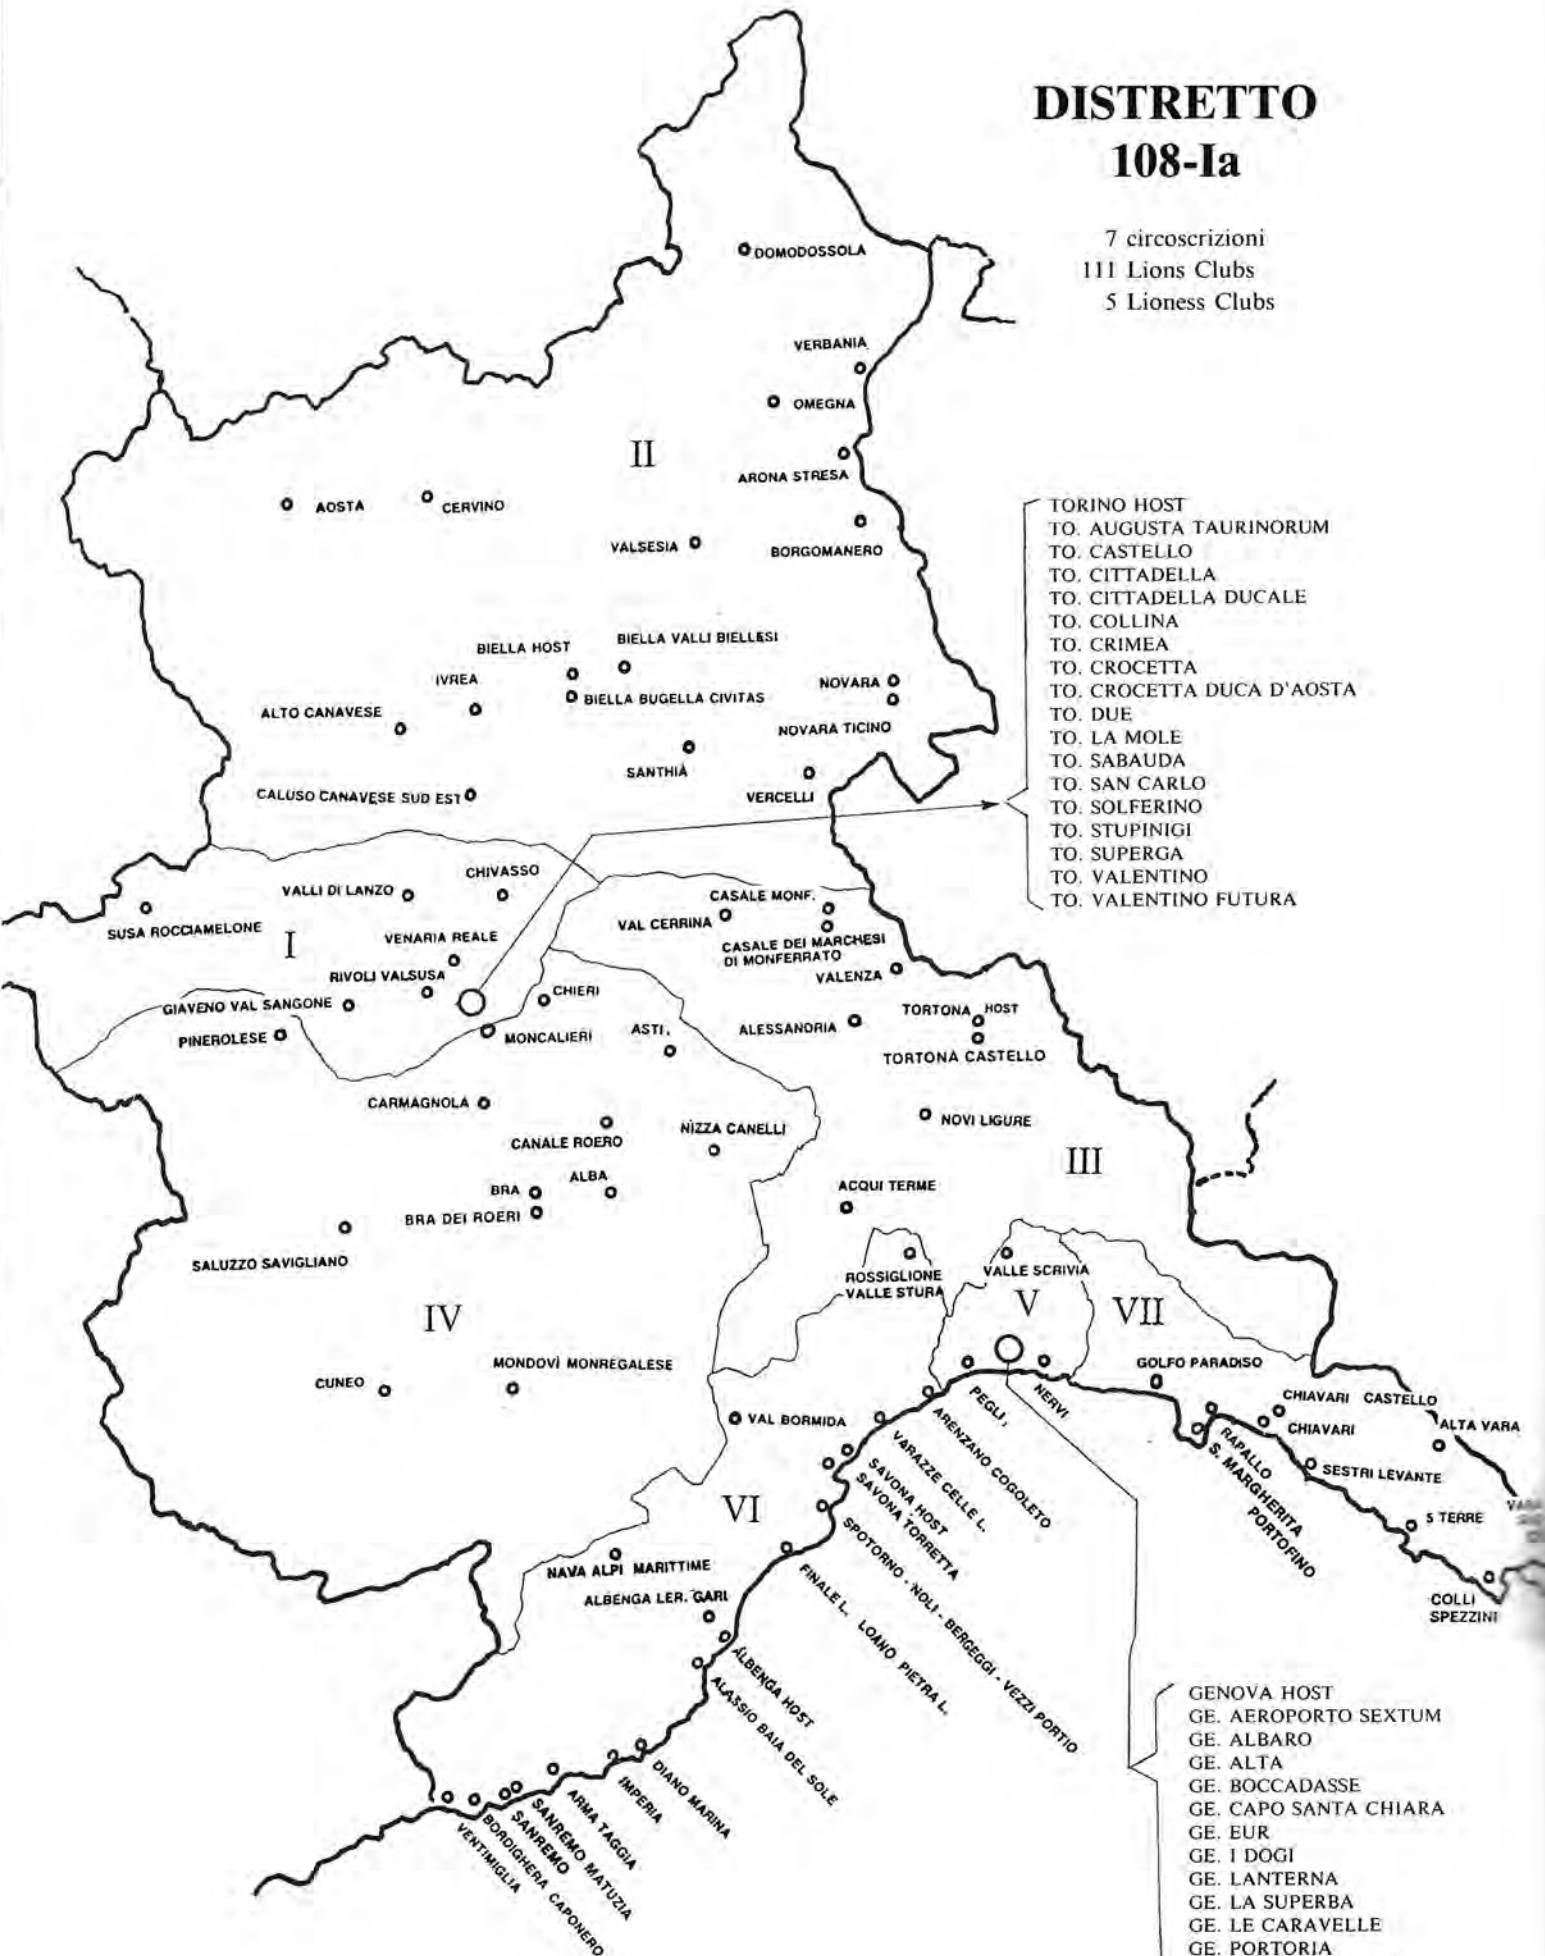 DISTRETTO
108-Ia
7 circoscrizioni
111 Lions Clubs
5 Lioness Clubs
DOMODOSSOLA
VERBANIA
OMEGNA
II
ARONA STRESA
AOSTA
CERVINO
VALSESIA
BORGOMANERO
BIELLA HOST
BIELLA VALLI BIELLESI
IVREA
BIELLA BUGELLA CIVITAS
NOVARA
ALTO CANAVESE
NOVARA TICINO
SANTHIÀ
CALUSO CANAVESE SUD EST
VERCELLI
TORINO HOST
TO. AUGUSTA TAURINORUM
TO. CASTELLO
TO. CITTADELLA
TO. CITTADELLA DUCALE
TO. COLLINA
TO. CRIMEA
TO. CROCETTA
TO. CROCETTA DUCA D'AOSTA
TO. DUE
TO. LA MOLE
TO. SABAUDA
TO. SAN CARLO
TO. SOLFERINO
TO. STUPINIGI
TO. SUPERGA
TO. VALENTINO
TO. VALENTINO FUTURA
CHIVASSO
VALLI DI LANZO
SUSA ROCCIAMELONE
I
VENARIA REALE
RIVOLI VALSUSA
GIAVENO VAL SANGONE
PINEROLESE
CHIERI
MONCALIERI
CASALE MONF.
VAL CERRINA
CASALE DEI MARCHESI
DI MONFERRATO
VALENZA
ASTI
ALESSANDRIA
TORTONA HOST
TORTONA CASTELLO
CARMAGNOLA
CANALE ROERO
NIZZA CANELLI
NOVI LIGURE
III
ALBA
BRA
BRA DEI ROERI
ACQUI TERME
SALUZZO SAVIGLIANO
ROSSIGLIONE
VALLE STURA
VALLE SCRIVIA
IV
V
VII
CUNEO
MONDOVÌ MONREGALESE
GOLFO PARADISO
PEGLI
NERVI
CHIAVARI CASTELLO
CHIAVARI
ALTA VARA
VAL BORMIDA
ARENZANO COGOLETO
VARAZZE CELLE L.
SAVONA HOST
SAVONA TORRETTA
RAPALLO
S. MARGHERITA
PORTOFINO
SESTRI LEVANTE
5 TERRE
COLLI
SPEZZINI
VI
SPOTORNO - NOLI - BERGEGGI - VEZZI PORTIO
FINALE L. LOANO PIETRA L.
NAVA ALPI MARITTIME
ALBENGA LER. GARL
ALBENGA HOST
ALASSIO BAIA DEL SOLE
DIANO MARINA
IMPERIA
ARMA TAGGIA
SANREMO MATUZIA
SANREMO
BORDIGHERA CAPONERO
VENTIMIGLIA
GENOVA HOST
GE. AEROPORTO SEXTUM
GE. ALBARO
GE. ALTA
GE. BOCCADASSE
GE. CAPO SANTA CHIARA
GE. EUR
GE. I DOGI
GE. LANTERNA
GE. LA SUPERBA
GE. LE CARAVELLE
GE. PORTORIA